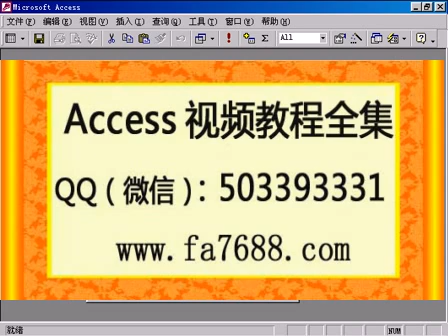 Microsoft Access
文件(F) 编辑(E) 视图(V) 插入(I) 查询(Q) 工具(T) 窗口(W) 帮助(H)
All
Access 视频教程全集
QQ（微信）：503393331
www.fa7688.com
就绪
NUM